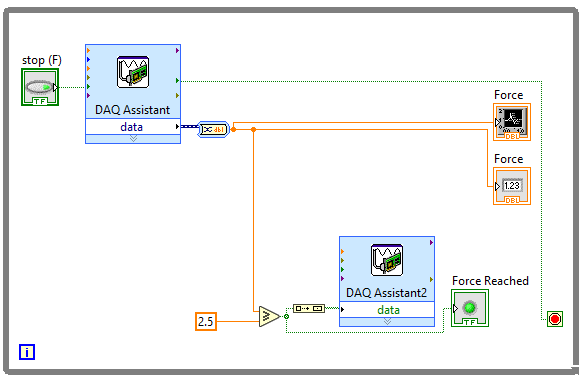 stop (F)
TF
DAQ Assistant
data
dbl
Force
DBL
Force
1.23
DBL
DAQ Assistant2
data
Force Reached
TF
2.5
i